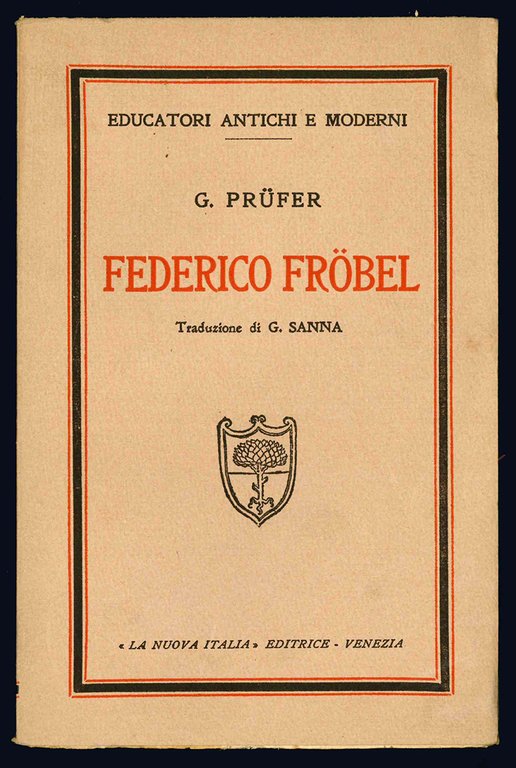 EDUCATORI ANTICHI E MODERNI
G. PRÜFER
FEDERICO FRÖBEL
Traduzione di G. SANNA
« LA NUOVA ITALIA » EDITRICE - VENEZIA